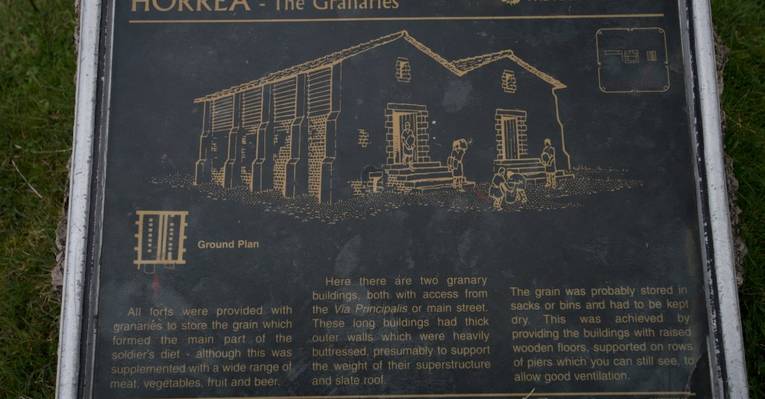 HORREA - The Granaries
Ground Plan
All forts were provided with
granaries to store the grain which
formed the main part of the
soldier's diet - although this was
supplemented with a wide range of
meat, vegetables, fruit and beer.
Here there are two granary
buildings, both with access from
the Via Principalis or main street.
These long buildings had thick
outer walls which were heavily
buttressed, presumably to support
the weight of their superstructure
and slate roof.
The grain was probably stored in
sacks or bins and had to be kept
dry. This was achieved by
providing the buildings with raised
wooden floors, supported on rows
of piers which you can still see, to
allow good ventilation.